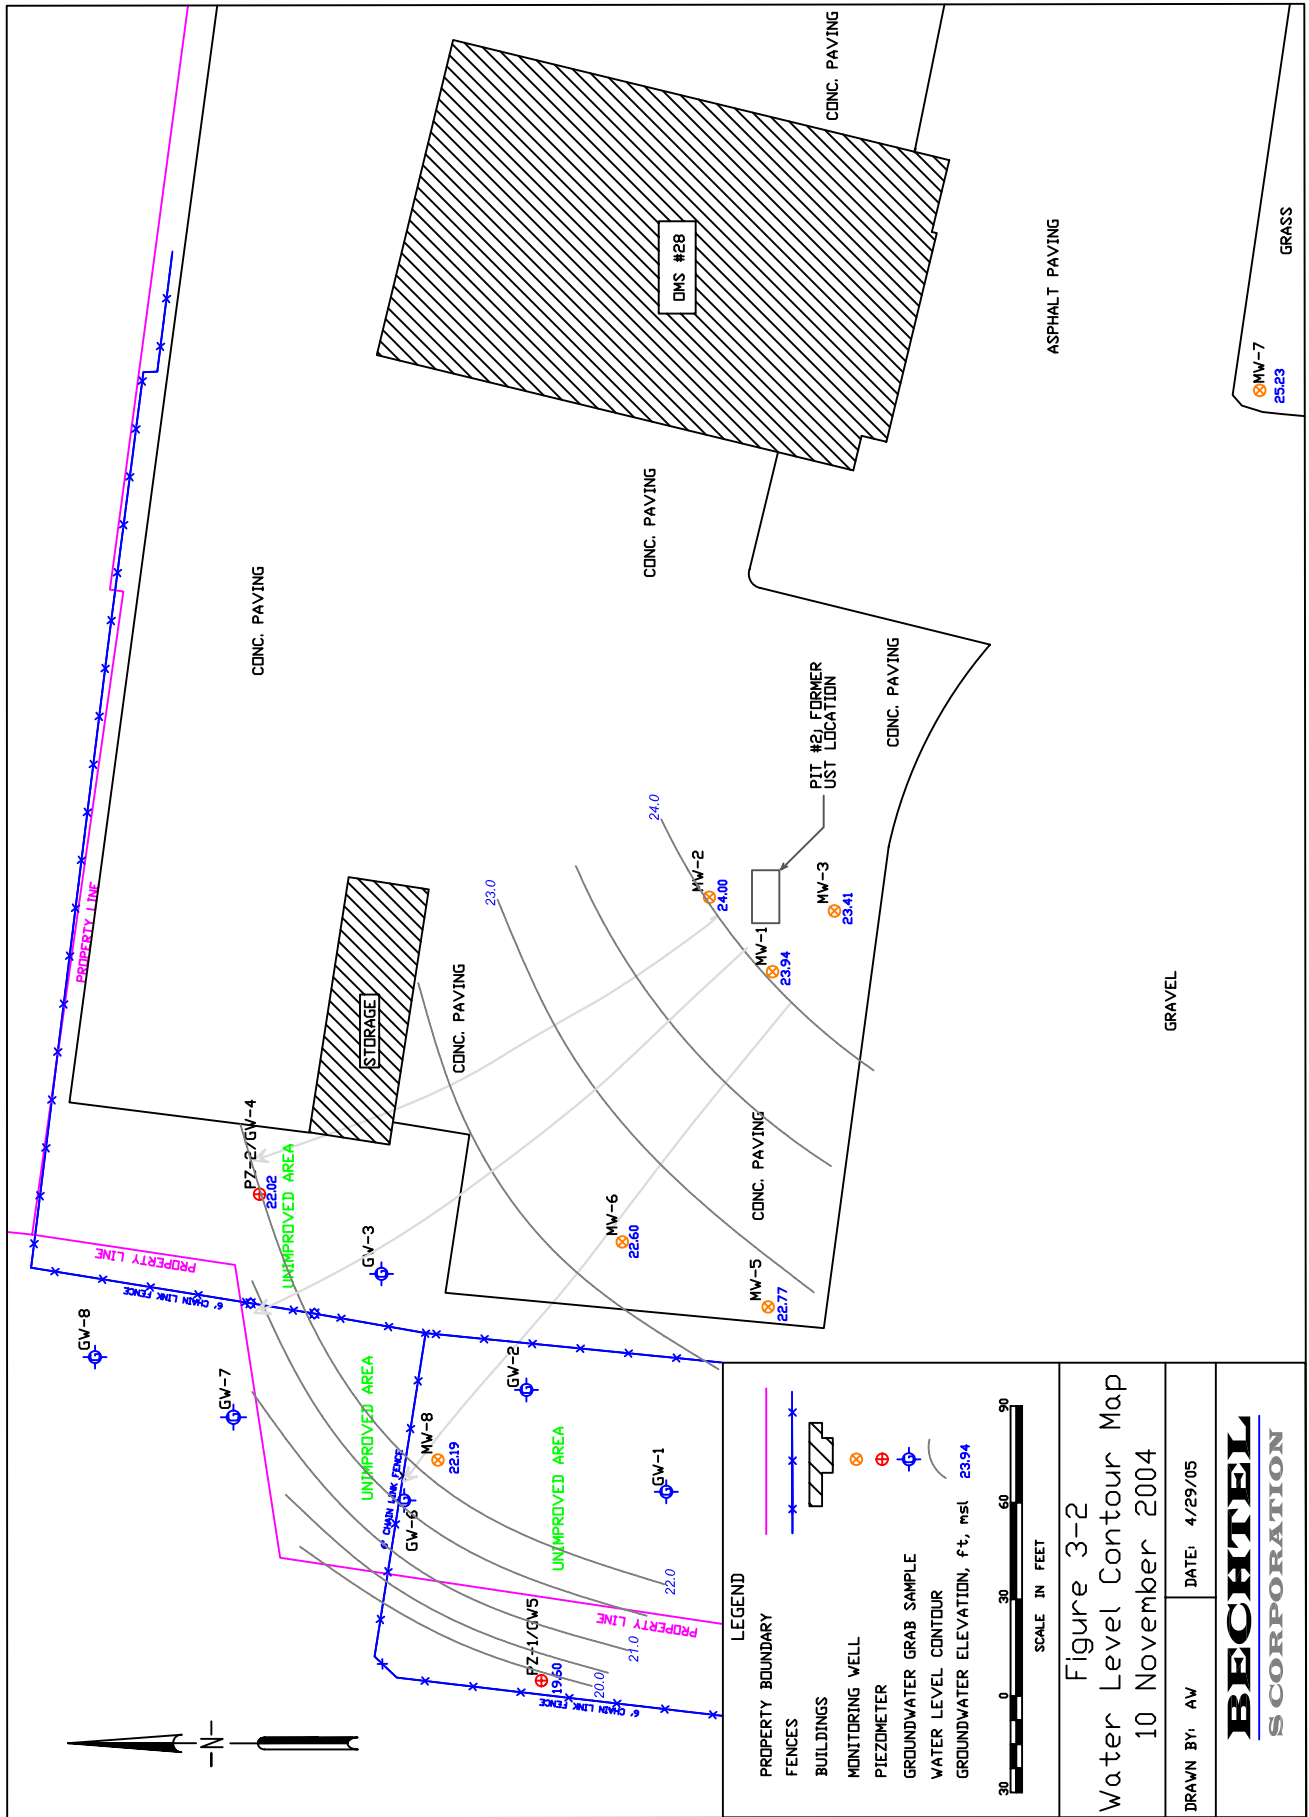 CONC. PAVING
OMS #28
ASPHALT PAVING
GRASS
MW-7
25.23
CONC. PAVING
CONC. PAVING
CONC. PAVING
PIT #2, FORMER
UST LOCATION
PROPERTY LINE
STORAGE
CONC. PAVING
24.0
23.0
MW-2
24.00
MW-1
23.94
MW-3
23.41
GRAVEL
CONC. PAVING
PZ-2/GW-4
22.02
UNIMPROVED AREA
PROPERTY LINE
6' CHAIN LINK FENCE
GW-3
GW-8
GW-7
MW-6
22.60
MW-5
22.77
UNIMPROVED AREA
GW-2
MW-8
22.19
6' CHAIN LINK FENCE
GW-6
UNIMPROVED AREA
GW-1
22.0
PROPERTY LINE
21.0
PZ-1/GW5
19.60
20.0
6' CHAIN LINK FENCE
N
LEGEND
PROPERTY BOUNDARY
FENCES
BUILDINGS
MONITORING WELL
PIEZOMETER
GROUNDWATER GRAB SAMPLE
WATER LEVEL CONTOUR
GROUNDWATER ELEVATION, ft, msl 23.94
30 0 30 60 90
SCALE IN FEET
Figure 3-2
Water Level Contour Map
10 November 2004
DRAWN BY: AW
DATE: 4/29/05
BECHTEL
S CORPORATION